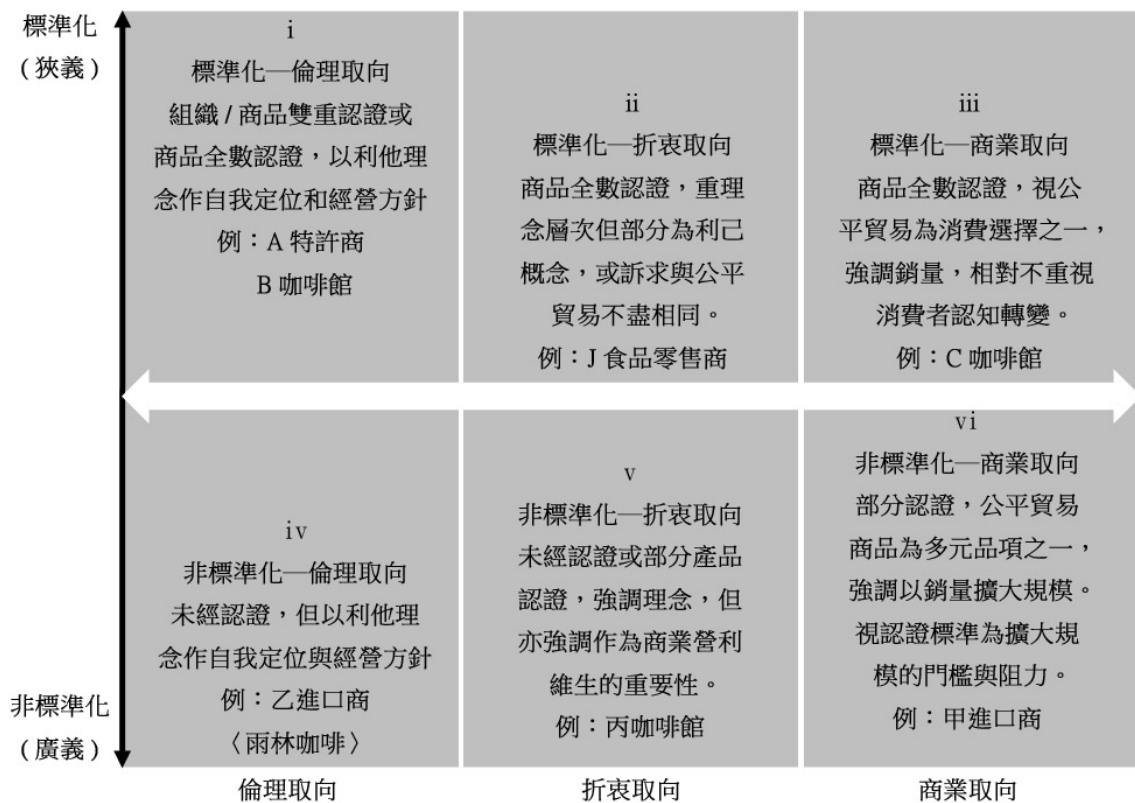 標準化
（狹義）
i
標準化─倫理取向
組織 / 商品雙重認證或
商品全數認證，以利他理
念作自我定位和經營方針
例：A 特許商
B 咖啡館
ii
標準化─折衷取向
商品全數認證，重理
念層次但部分為利己
概念，或訴求與公平
貿易不盡相同。
例：J 食品零售商
iii
標準化─商業取向
商品全數認證，視公
平貿易為消費選擇之一，
強調銷量，相對不重視
消費者認知轉變。
例：C 咖啡館
非標準化
（廣義）
iv
非標準化─倫理取向
未經認證，但以利他理
念作自我定位與經營方針
例：乙進口商
〈雨林咖啡〉
v
非標準化─折衷取向
未經認證或部分產品
認證，強調理念，但
亦強調作為商業營利
維生的重要性。
例：丙咖啡館
vi
非標準化─商業取向
部分認證，公平貿易
商品為多元品項之一，
強調以銷量擴大規模。
視認證標準為擴大規
模的門檻與阻力。
例：甲進口商
倫理取向
折衷取向
商業取向